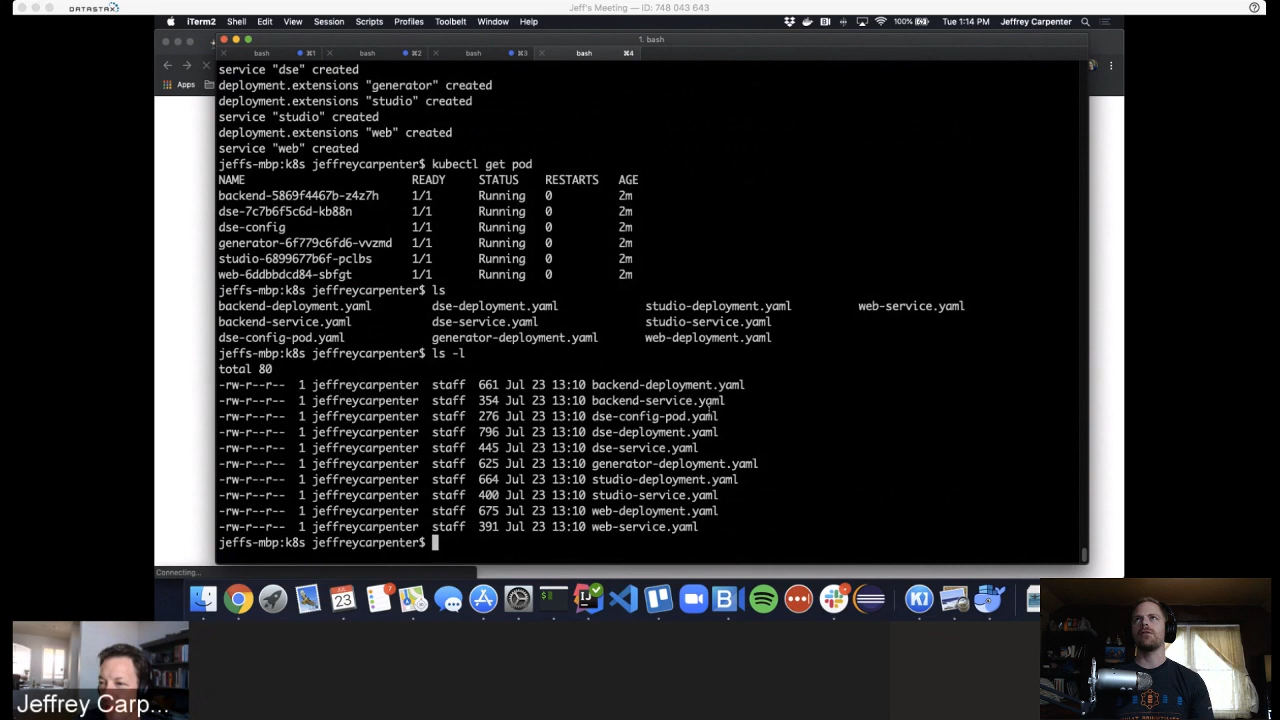 DATASTAX
Jeff's Meeting — ID: 748 043 643
iTerm2 Shell Edit View Session Scripts Profiles Toolbelt Window Help 100% Tue 1:14 PM Jeffrey Carpenter
1. bash
bash ⌘1 bash ⌘2 bash ⌘3 bash ⌘4
Apps
service "dse" created
deployment.extensions "generator" created
deployment.extensions "studio" created
service "studio" created
deployment.extensions "web" created
service "web" created
jeffs-mbp:k8s jeffreycarpenter$ kubectl get pod
NAME READY STATUS RESTARTS AGE
backend-5869f4467b-z4z7h 1/1 Running 0 2m
dse-7c7b6f5c6d-kb88n 1/1 Running 0 2m
dse-config 1/1 Running 0 2m
generator-6f779c6fd6-vvzmd 1/1 Running 0 2m
studio-6899677b6f-pclbs 1/1 Running 0 2m
web-6ddbbdcd84-sbfgt 1/1 Running 0 2m
jeffs-mbp:k8s jeffreycarpenter$ ls
backend-deployment.yaml dse-deployment.yaml studio-deployment.yaml web-service.yaml
backend-service.yaml dse-service.yaml studio-service.yaml
dse-config-pod.yaml generator-deployment.yaml web-deployment.yaml
jeffs-mbp:k8s jeffreycarpenter$ ls -l
total 80
-rw-r--r-- 1 jeffreycarpenter staff 661 Jul 23 13:10 backend-deployment.yaml
-rw-r--r-- 1 jeffreycarpenter staff 354 Jul 23 13:10 backend-service.yaml
-rw-r--r-- 1 jeffreycarpenter staff 276 Jul 23 13:10 dse-config-pod.yaml
-rw-r--r-- 1 jeffreycarpenter staff 796 Jul 23 13:10 dse-deployment.yaml
-rw-r--r-- 1 jeffreycarpenter staff 445 Jul 23 13:10 dse-service.yaml
-rw-r--r-- 1 jeffreycarpenter staff 625 Jul 23 13:10 generator-deployment.yaml
-rw-r--r-- 1 jeffreycarpenter staff 664 Jul 23 13:10 studio-deployment.yaml
-rw-r--r-- 1 jeffreycarpenter staff 400 Jul 23 13:10 studio-service.yaml
-rw-r--r-- 1 jeffreycarpenter staff 675 Jul 23 13:10 web-deployment.yaml
-rw-r--r-- 1 jeffreycarpenter staff 391 Jul 23 13:10 web-service.yaml
jeffs-mbp:k8s jeffreycarpenter$
Connecting...
JUL
23
7
KI
Jeffrey Carp...